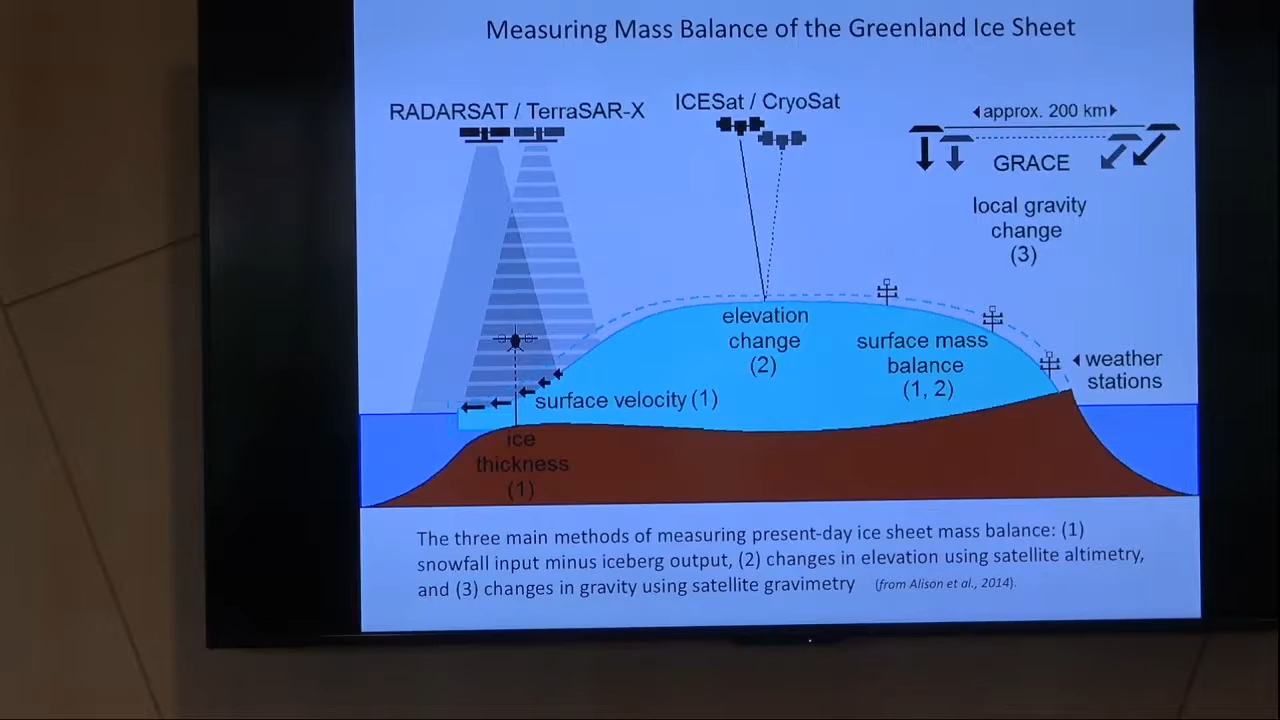 Measuring Mass Balance of the Greenland Ice Sheet
RADARSAT / TerraSAR-X
ICESat / CryoSat
approx. 200 km
GRACE
local gravity
change
(3)
elevation
change
(2)
surface mass
balance
(1, 2)
weather
stations
surface velocity (1)
ice
thickness
(1)
The three main methods of measuring present-day ice sheet mass balance: (1)
snowfall input minus iceberg output, (2) changes in elevation using satellite altimetry,
and (3) changes in gravity using satellite gravimetry (from Alison et al., 2014).